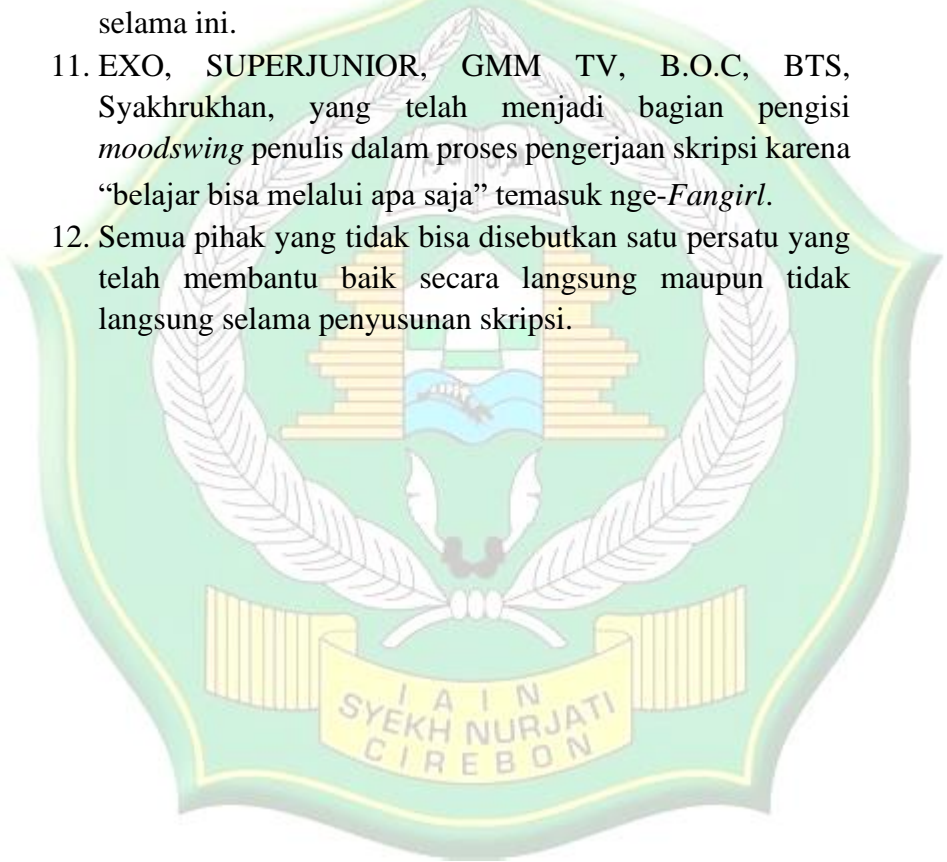 selama ini.
11. EXO, SUPERJUNIOR, GMM TV, B.O.C, BTS,
Syakhrukhan, yang telah menjadi bagian pengisi
moodswing penulis dalam proses pengerjaan skripsi karena
“belajar bisa melalui apa saja” temasuk nge-Fangirl.
12. Semua pihak yang tidak bisa disebutkan satu persatu yang
telah membantu baik secara langsung maupun tidak
langsung selama penyusunan skripsi.
IAIN
SYEKH NURJATI
CIREBON